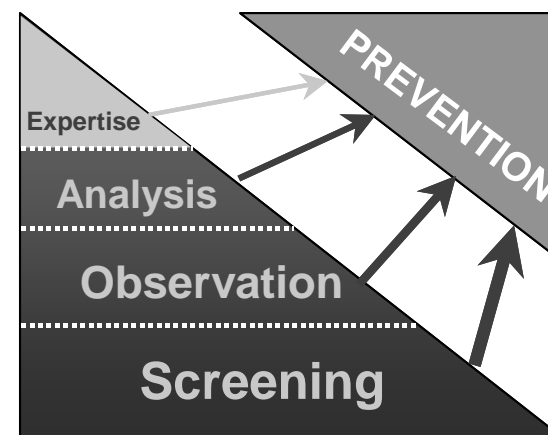 PREVENTION
Expertise
Analysis
Observation
Screening